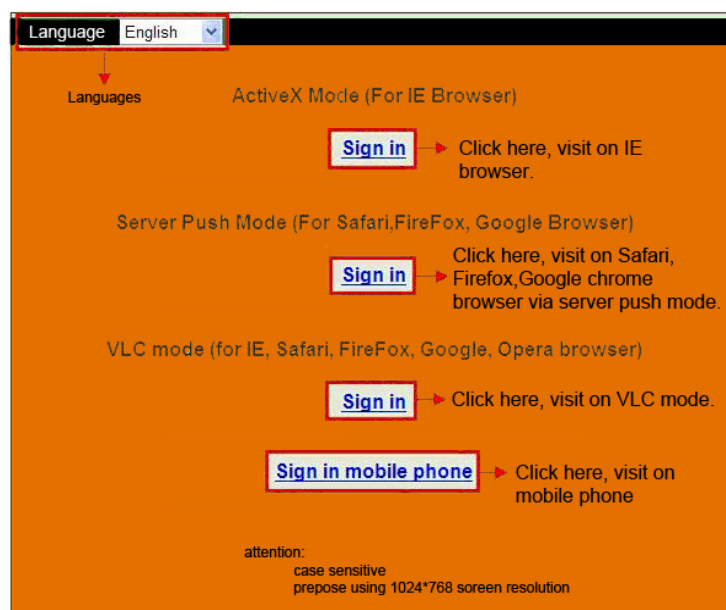 Language English
Languages
ActiveX Mode (For IE Browser)
Sign in
Click here, visit on IE
browser.
Server Push Mode (For Safari,FireFox, Google Browser)
Sign in
Click here, visit on Safari,
Firefox,Google chrome
browser via server push mode.
VLC mode (for IE, Safari, FireFox, Google, Opera browser)
Sign in
Click here, visit on VLC mode.
Sign in mobile phone
Click here, visit on
mobile phone
attention:
case sensitive
prepose using 1024*768 soreen resolution